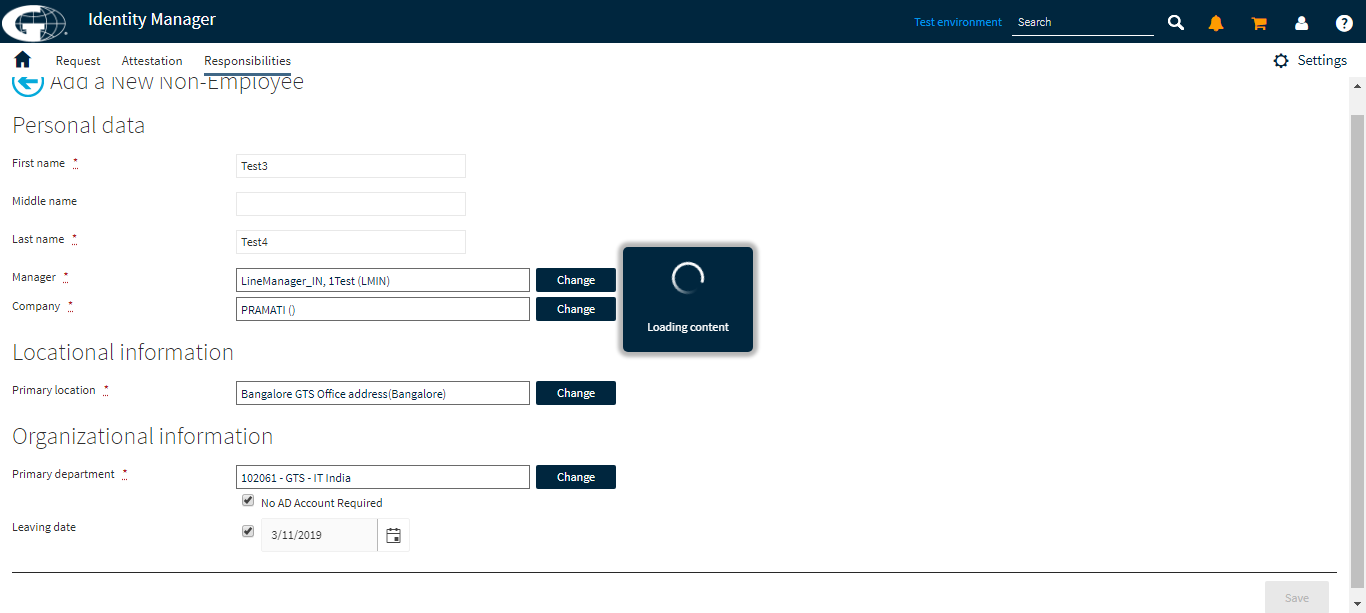 Identity Manager
Test environment
Search
Request Attestation Responsibilities
Settings
Add a New Non-Employee
Personal data
First name *
Test3
Middle name
Last name *
Test4
Manager *
LineManager_IN, 1Test (LMIN)
Change
Company *
PRAMATI ()
Change
Loading content
Locational information
Primary location *
Bangalore GTS Office address(Bangalore)
Change
Organizational information
Primary department *
102061 - GTS - IT India
Change
No AD Account Required
Leaving date
3/11/2019
Save